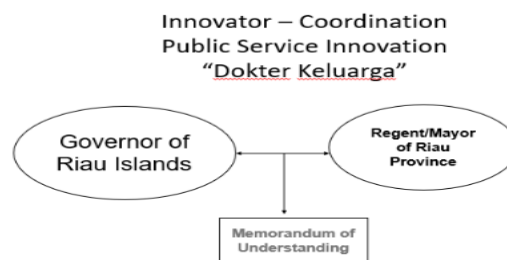 Innovator – Coordination
Public Service Innovation
“Dokter Keluarga”
Governor of
Riau Islands
Regent/Mayor
of Riau
Province
Memorandum of
Understanding